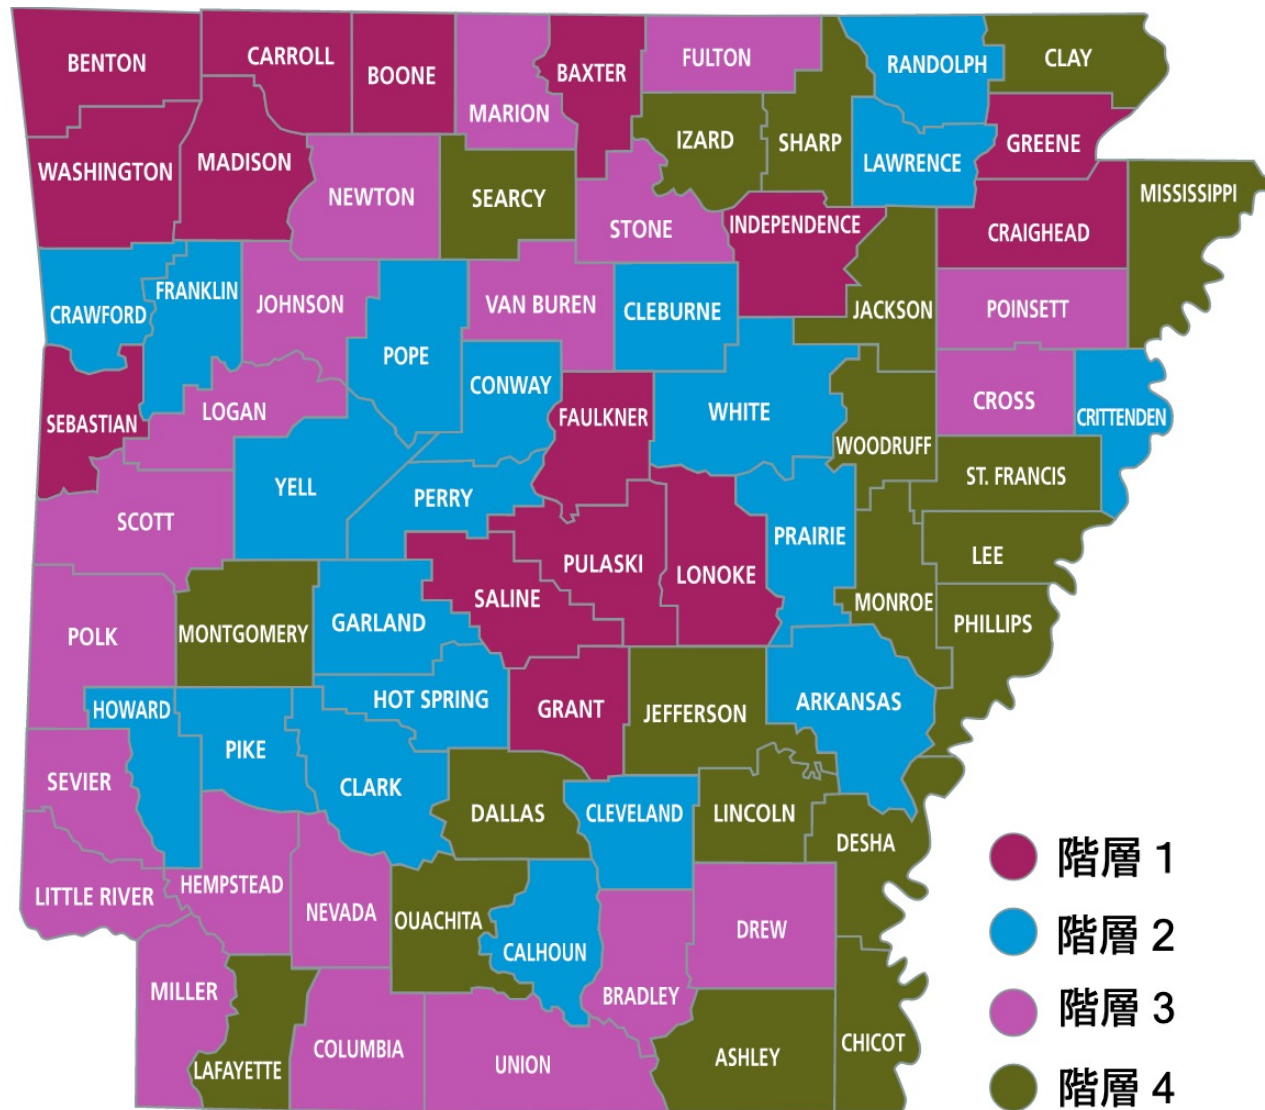 BENTON
CARROLL
BOONE
MARION
BAXTER
FULTON
RANDOLPH
CLAY
IZARD
SHARP
LAWRENCE
GREENE
WASHINGTON
MADISON
NEWTON
SEARCY
STONE
INDEPENDENCE
CRAIGHEAD
MISSISSIPPI
CRAWFORD
FRANKLIN
JOHNSON
POPE
VAN BUREN
CLEBURNE
JACKSON
POINSETT
SEBASTIAN
LOGAN
CONWAY
FAULKNER
WHITE
WOODRUFF
CROSS
CRITTENDEN
SCOTT
YELL
PERRY
PULASKI
LONOKE
PRAIRIE
ST. FRANCIS
LEE
POLK
MONTGOMERY
GARLAND
SALINE
MONROE
PHILLIPS
HOWARD
PIKE
HOT SPRING
GRANT
JEFFERSON
ARKANSAS
SEVIER
CLARK
DALLAS
CLEVELAND
LINCOLN
DESHA
LITTLE RIVER
HEMPSTEAD
NEVADA
OUACHITA
CALHOUN
DREW
MILLER
BRADLEY
LAFAYETTE
COLUMBIA
UNION
ASHLEY
CHICOT
階層 1
階層 2
階層 3
階層 4